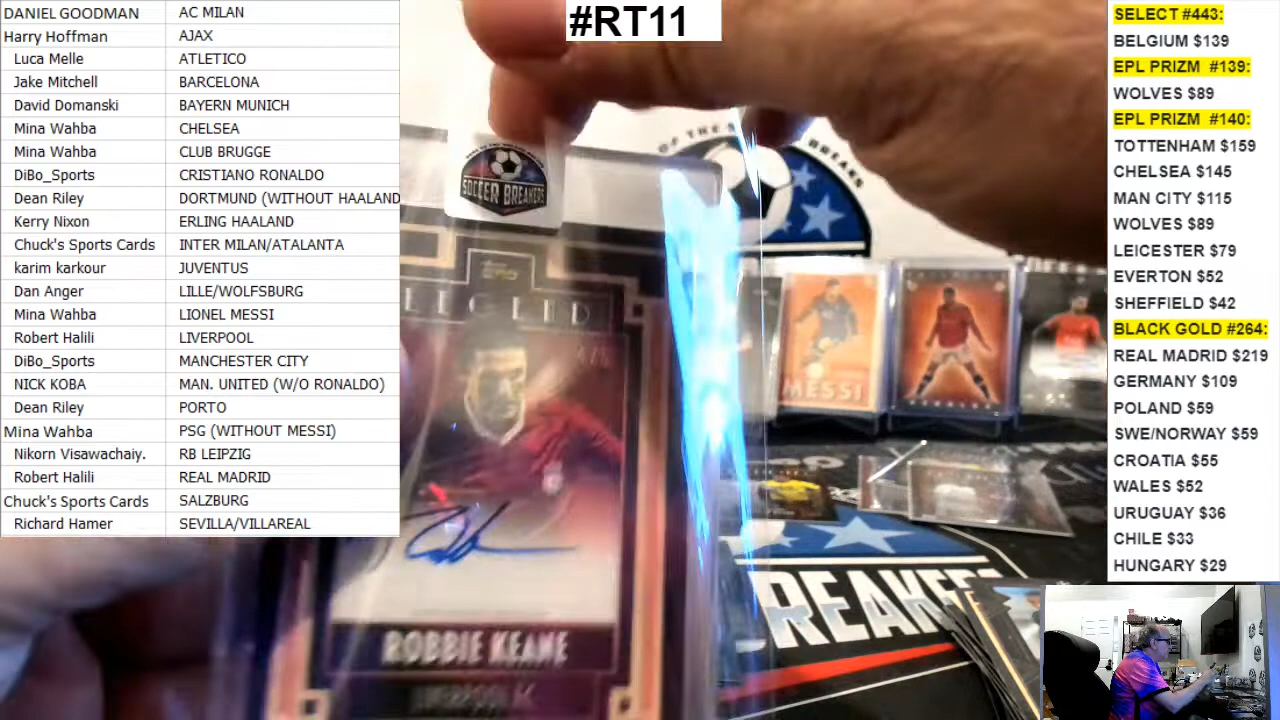 #RT11
DANIEL GOODMAN AC MILAN
Harry Hoffman AJAX
Luca Melle ATLETICO
Jake Mitchell BARCELONA
David Domanski BAYERN MUNICH
Mina Wahba CHELSEA
Mina Wahba CLUB BRUGGE
DiBo_Sports CRISTIANO RONALDO
Dean Riley DORTMUND (WITHOUT HAALAND
Kerry Nixon ERLING HAALAND
Chuck's Sports Cards INTER MILAN/ATALANTA
karim karkour JUVENTUS
Dan Anger LILLE/WOLFSBURG
Mina Wahba LIONEL MESSI
Robert Halili LIVERPOOL
DiBo_Sports MANCHESTER CITY
NICK KOBA MAN. UNITED (W/O RONALDO)
Dean Riley PORTO
Mina Wahba PSG (WITHOUT MESSI)
Nikorn Visawachaiy. RB LEIPZIG
Robert Halili REAL MADRID
Chuck's Sports Cards SALZBURG
Richard Hamer SEVILLA/VILLAREAL
SOCCER BREAKERS
ROBBIE KEANE
OF THE
BREAKS
MESSI
BREAKERS
SELECT #443:
BELGIUM $139
EPL PRIZM #139:
WOLVES $89
EPL PRIZM #140:
TOTTENHAM $159
CHELSEA $145
MAN CITY $115
WOLVES $89
LEICESTER $79
EVERTON $52
SHEFFIELD $42
BLACK GOLD #264:
REAL MADRID $219
GERMANY $109
POLAND $59
SWE/NORWAY $59
CROATIA $55
WALES $52
URUGUAY $36
CHILE $33
HUNGARY $29